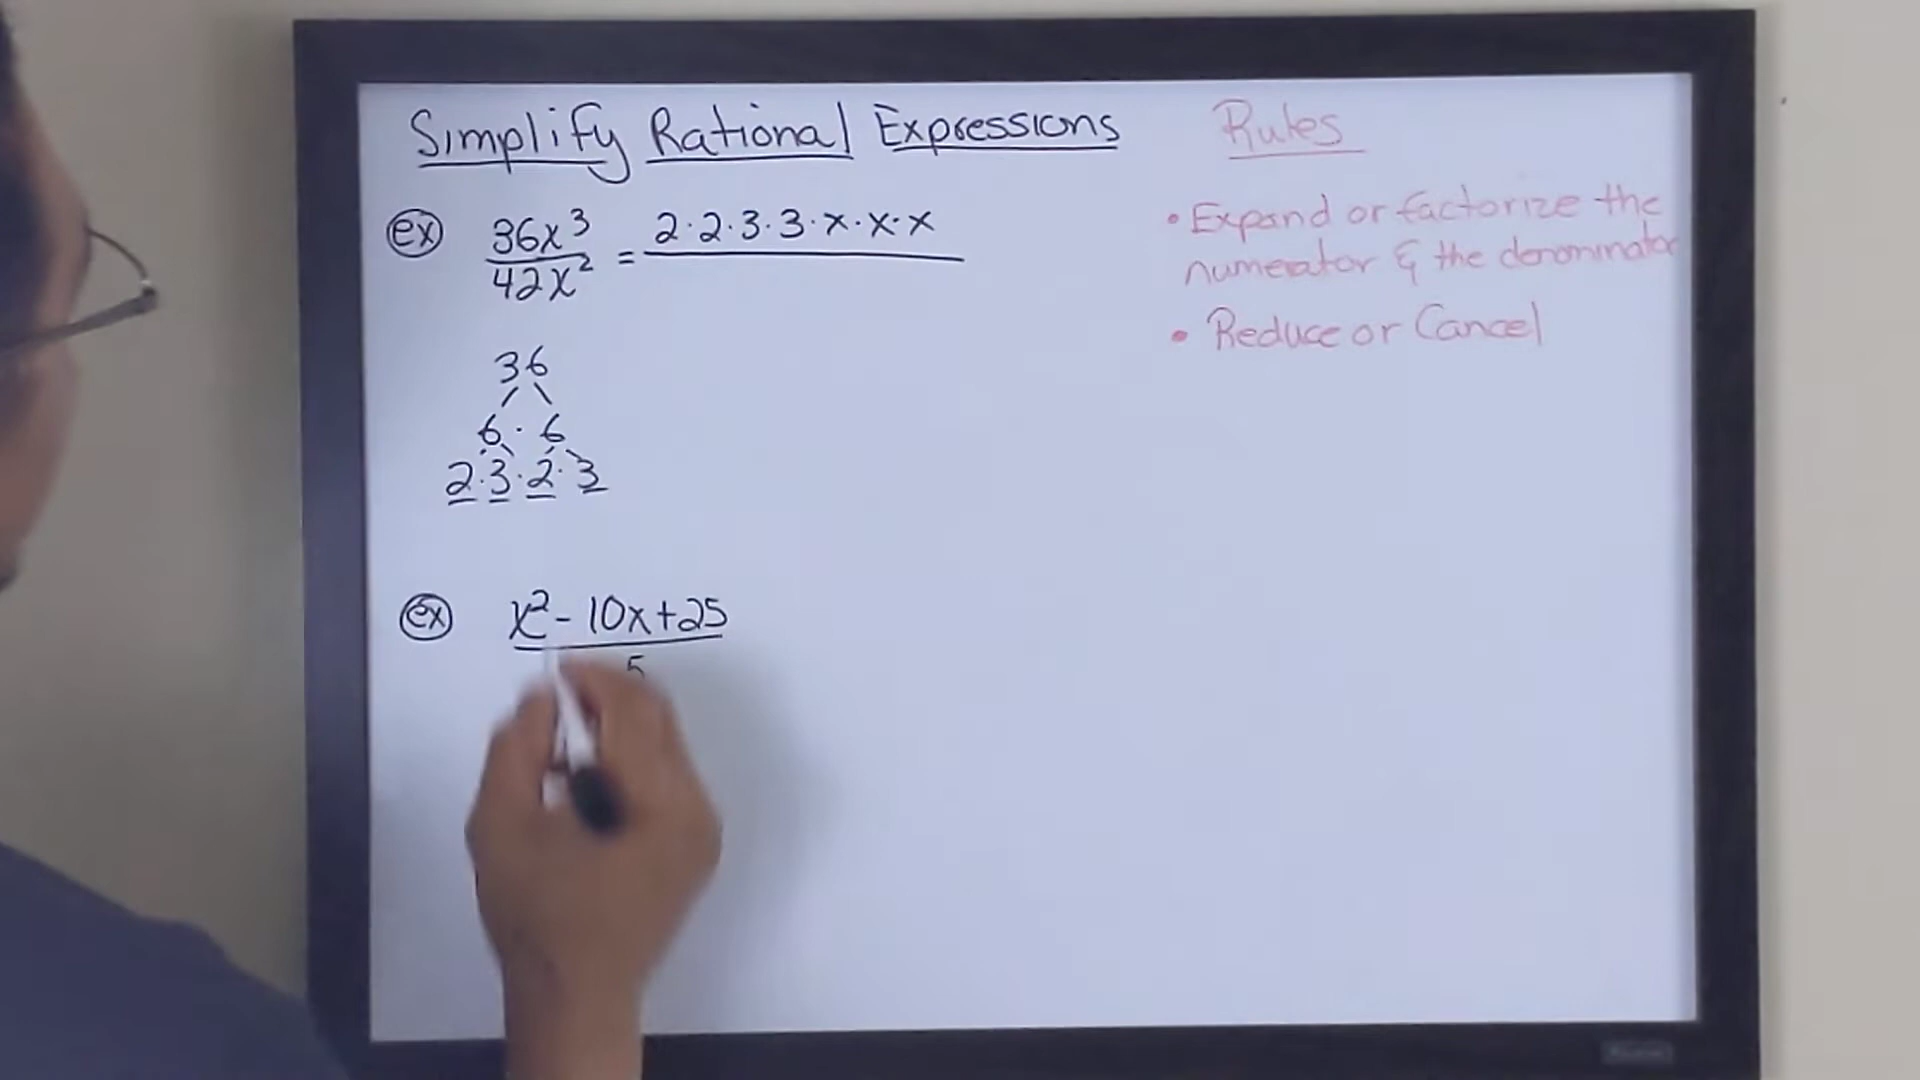 Simplify Rational Expressions
ex 36x³/42x² = 2·2·3·3·x·x·x
36
6 · 6
2·3·2·3
ex x² - 10x + 25
5
Rules
• Expand or factorize the
numerator & the denominator
• Reduce or Cancel